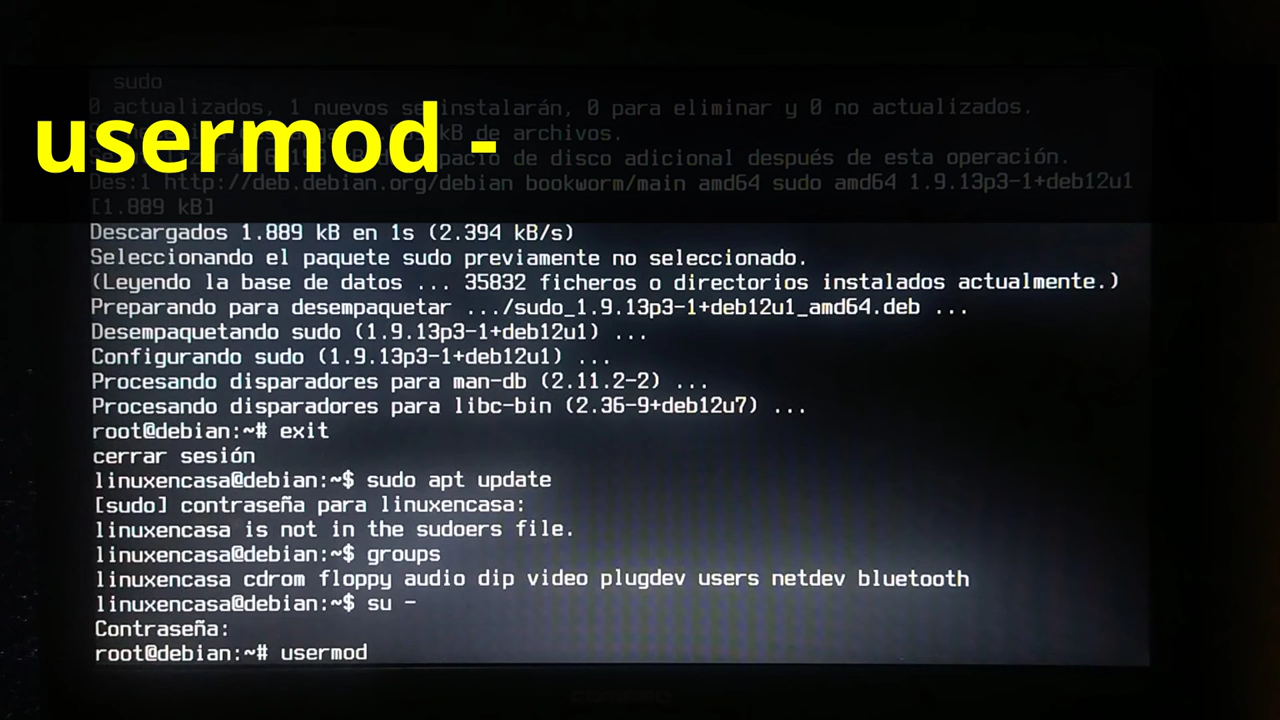 sudo
usermod -
0 actualizados, 1 nuevos se instalarán, 0 para eliminar y 0 no actualizados.
kB de archivos.
de disco adicional después de esta operación.
Des:1 http://deb.debian.org/debian bookworm/main amd64 sudo amd64 1.9.13p3-1+deb12u1
[1.889 kB]
Descargados 1.889 kB en 1s (2.394 kB/s)
Seleccionando el paquete sudo previamente no seleccionado.
(Leyendo la base de datos ... 35832 ficheros o directorios instalados actualmente.)
Preparando para desempaquetar .../sudo_1.9.13p3-1+deb12u1_amd64.deb ...
Desempaquetando sudo (1.9.13p3-1+deb12u1) ...
Configurando sudo (1.9.13p3-1+deb12u1) ...
Procesando disparadores para man-db (2.11.2-2) ...
Procesando disparadores para libc-bin (2.36-9+deb12u7) ...
root@debian:~# exit
cerrar sesión
linuxencasa@debian:~$ sudo apt update
[sudo] contraseña para linuxencasa:
linuxencasa is not in the sudoers file.
linuxencasa@debian:~$ groups
linuxencasa cdrom floppy audio dip video plugdev users netdev bluetooth
linuxencasa@debian:~$ su -
Contraseña:
root@debian:~# usermod